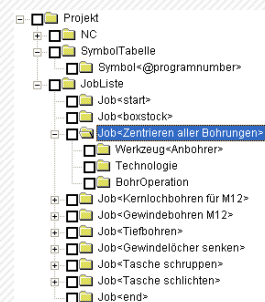 Projekt
NC
SymbolTabelle
Symbol<@programnumber>
JobListe
Job<start>
Job<boxstock>
Job<Zentrieren aller Bohrungen>
Werkzeug<Anbohrer>
Technologie
BohrOperation
Job<Kernlochbohren für M12>
Job<Gewindebohren M12>
Job<Tiefbohren>
Job<Gewindelöcher senken>
Job<Tasche schruppen>
Job<Tasche schlichten>
Job<end>